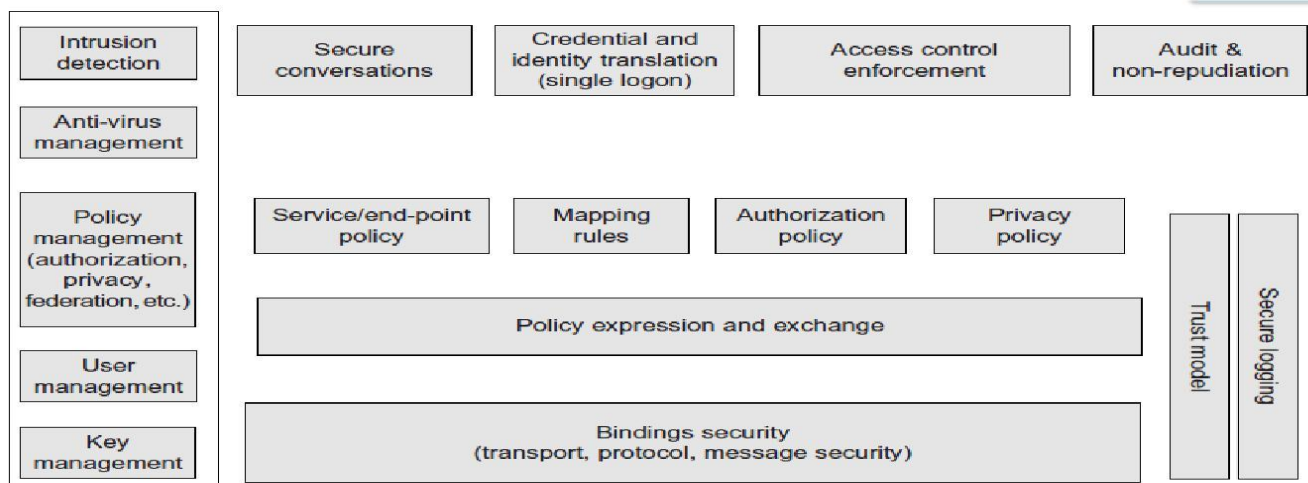 Intrusion
detection
Anti-virus
management
Policy
management
(authorization,
privacy,
federation, etc.)
User
management
Key
management
Secure
conversations
Credential and
identity translation
(single logon)
Access control
enforcement
Audit &
non-repudiation
Service/end-point
policy
Mapping
rules
Authorization
policy
Privacy
policy
Policy expression and exchange
Bindings security
(transport, protocol, message security)
Trust model
Secure logging